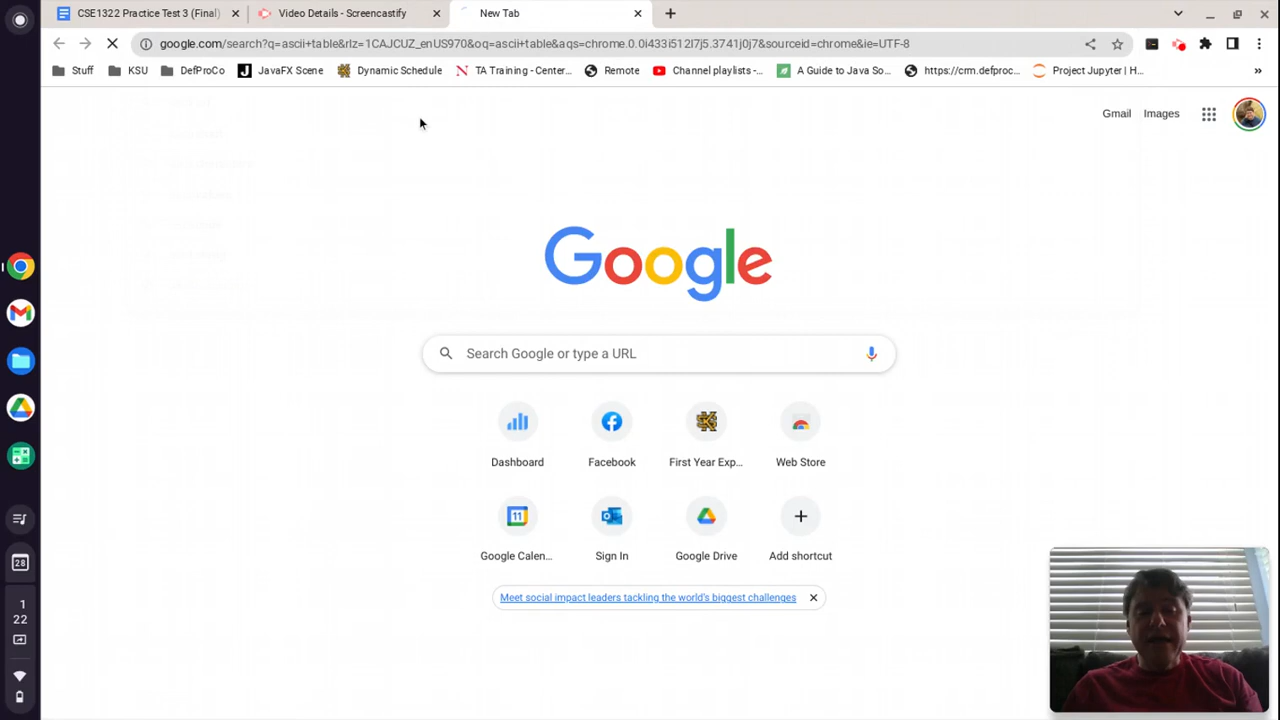 CSE1322 Practice Test 3 (Final)
Video Details - Screencastify
New Tab
google.com/search?q=ascii+table&rlz=1CAJCUZ_enUS970&oq=ascii+table&aqs=chrome.0.0i433i512l7j5.3741j0j7&sourceid=chrome&ie=UTF-8
Stuff
KSU
DefProCo
JavaFX Scene
Dynamic Schedule
TA Training - Center...
Remote
Channel playlists -...
A Guide to Java So...
https://crm.defproc...
Project Jupyter | H...
»
Gmail
Images
Google
Search Google or type a URL
Dashboard
Facebook
First Year Exp...
Web Store
Google Calen...
Sign In
Google Drive
Add shortcut
Meet social impact leaders tackling the world's biggest challenges
28
1
22